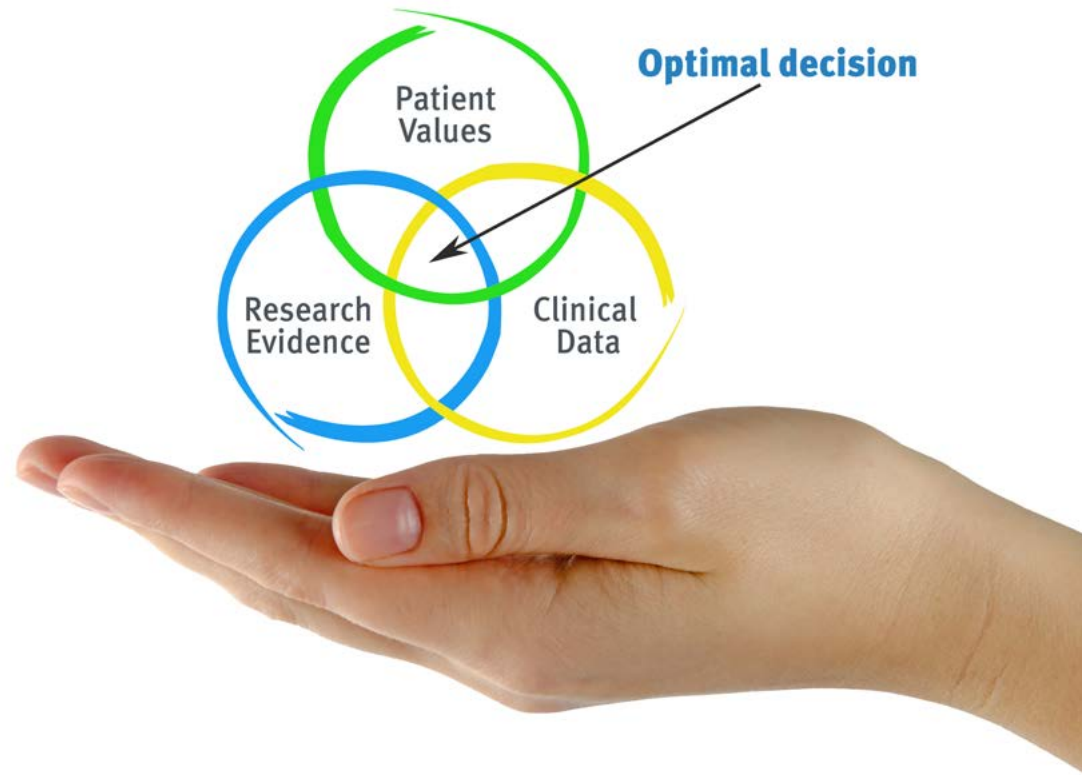 Optimal decision
Patient
Values
Research
Evidence
Clinical
Data